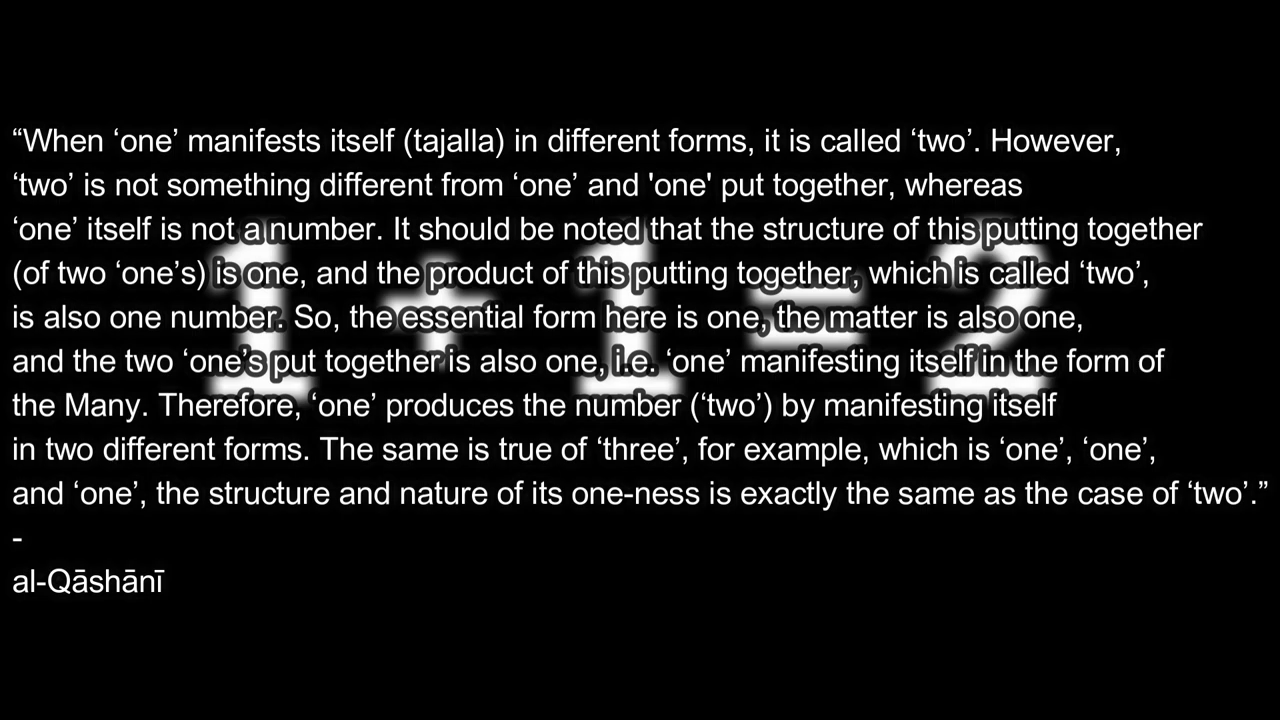 “When ‘one’ manifests itself (tajalla) in different forms, it is called ‘two’. However,
‘two’ is not something different from ‘one’ and 'one' put together, whereas
‘one’ itself is not a number. It should be noted that the structure of this putting together
(of two ‘one’s) is one, and the product of this putting together, which is called ‘two’,
is also one number. So, the essential form here is one, the matter is also one,
and the two ‘one’s put together is also one, i.e. ‘one’ manifesting itself in the form of
the Many. Therefore, ‘one’ produces the number (‘two’) by manifesting itself
in two different forms. The same is true of ‘three’, for example, which is ‘one’, ‘one’,
and ‘one’, the structure and nature of its one-ness is exactly the same as the case of ‘two’.”
-
al-Qāshānī
1 + 1 = 2